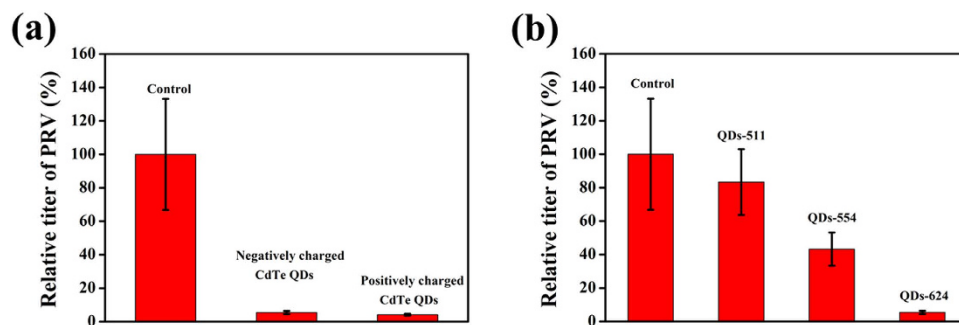 (a)
Relative titer of PRV (%)
160
140
120
100
80
60
40
20
0
Control
Negatively charged
CdTe QDs
Positively charged
CdTe QDs
(b)
Relative titer of PRV (%)
160
140
120
100
80
60
40
20
0
Control
QDs-511
QDs-554
QDs-624